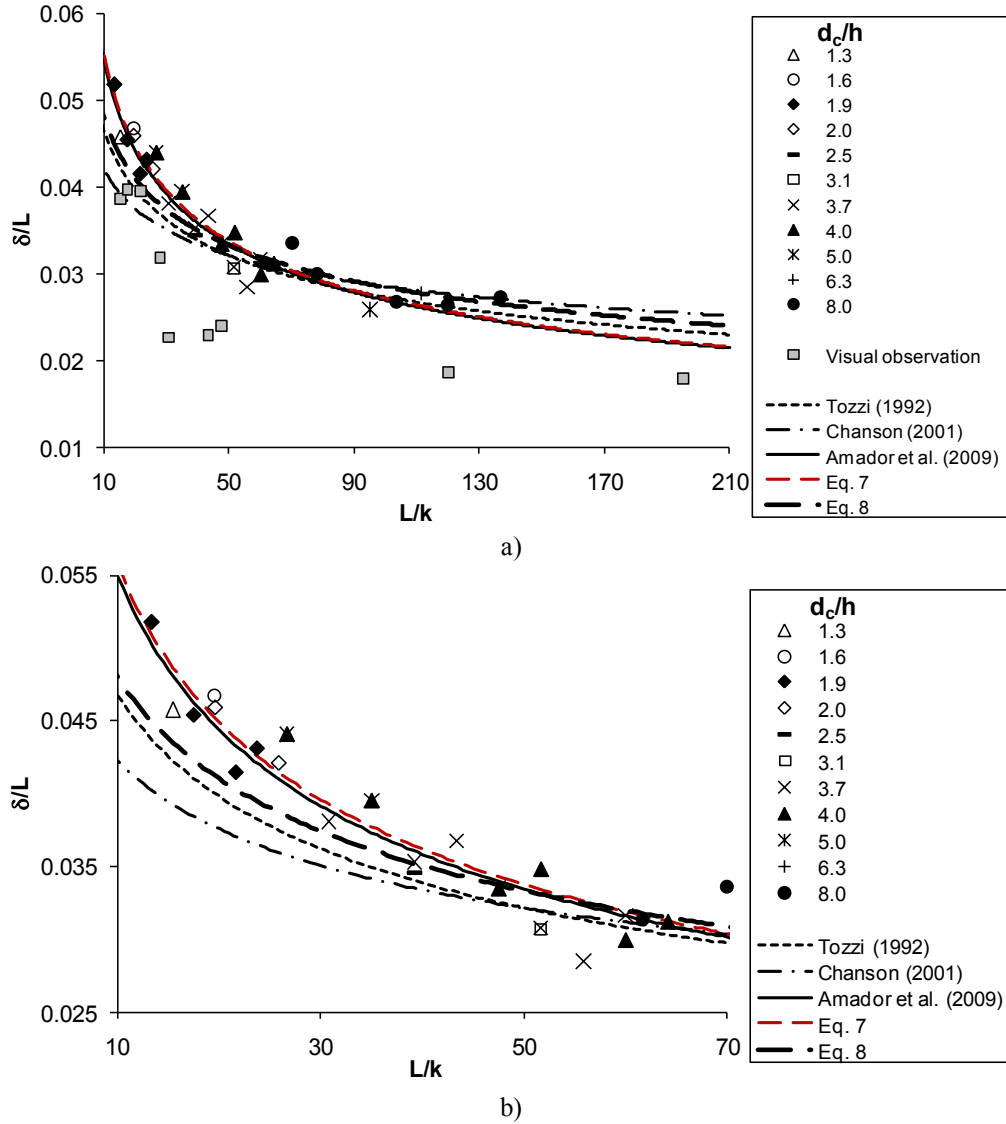 0.06
0.05
0.04
0.03
0.02
0.01
δ/L
10
50
90
130
170
210
L/k
dc/h
1.3
1.6
1.9
2.0
2.5
3.1
3.7
4.0
5.0
6.3
8.0
Visual observation
Tozzi (1992)
Chanson (2001)
Amador et al. (2009)
Eq. 7
Eq. 8
a)
0.055
0.045
0.035
0.025
δ/L
10
30
50
70
L/k
dc/h
1.3
1.6
1.9
2.0
2.5
3.1
3.7
4.0
5.0
6.3
8.0
Tozzi (1992)
Chanson (2001)
Amador et al. (2009)
Eq. 7
Eq. 8
b)